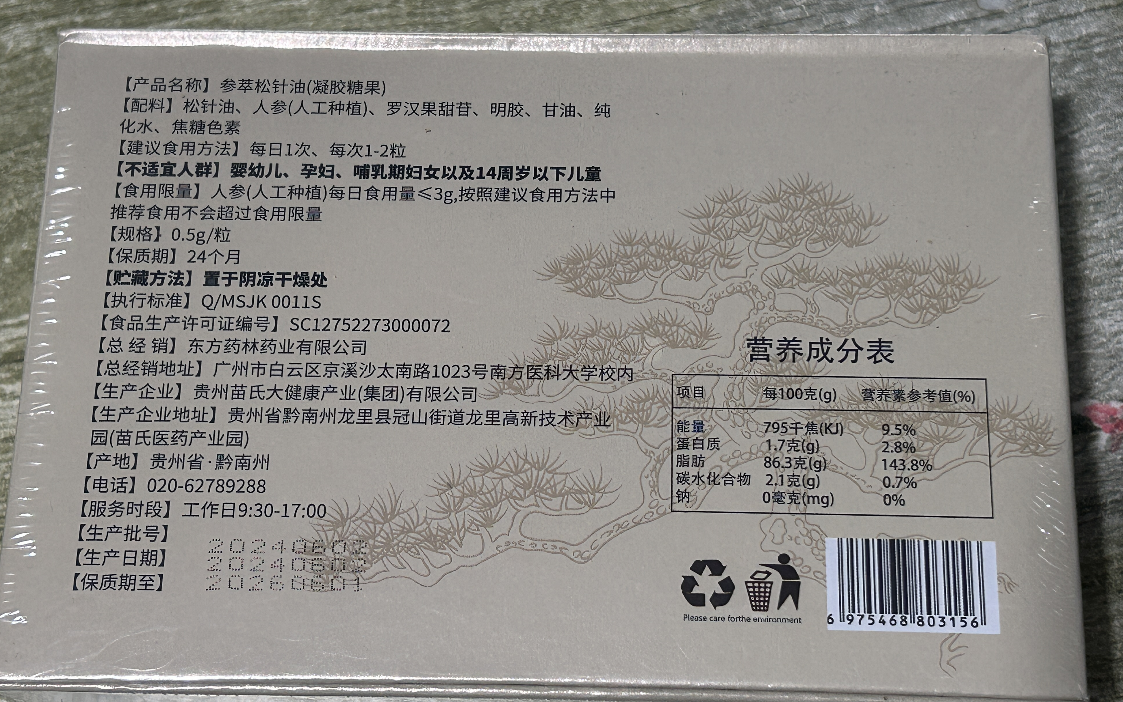 【产品名称】参萃松针油(凝胶糖果)
【配料】松针油、人参(人工种植)、罗汉果甜苷、明胶、甘油、纯
化水、焦糖色素
【建议食用方法】每日1次、每次1-2粒
【不适宜人群】婴幼儿、孕妇、哺乳期妇女以及14周岁以下儿童
【食用限量】人参(人工种植)每日食用量≤3g,按照建议食用方法中
推荐食用不会超过食用限量
【规格】0.5g/粒
【保质期】24个月
【贮藏方法】置于阴凉干燥处
【执行标准】Q/MSJK 0011S
【食品生产许可证编号】SC12752273000072
【总 经 销】东方药林药业有限公司
【总经销地址】广州市白云区京溪沙太南路1023号南方医科大学校内
【生产企业】贵州苗氏大健康产业(集团)有限公司
【生产企业地址】贵州省黔南州龙里县冠山街道龙里高新技术产业
园(苗氏医药产业园)
【产地】贵州省·黔南州
【电话】020-62789288
【服务时段】工作日9:30-17:00
【生产批号】20240602
【生产日期】20240602
【保质期至】20260601
营养成分表
项目 每100克(g) 营养素参考值(%)
能量 795千焦(KJ) 9.5%
蛋白质 1.7克(g) 2.8%
脂肪 86.3克(g) 143.8%
碳水化合物 2.1克(g) 0.7%
钠 0毫克(mg) 0%
Please care forthe environment
6 975468 803156